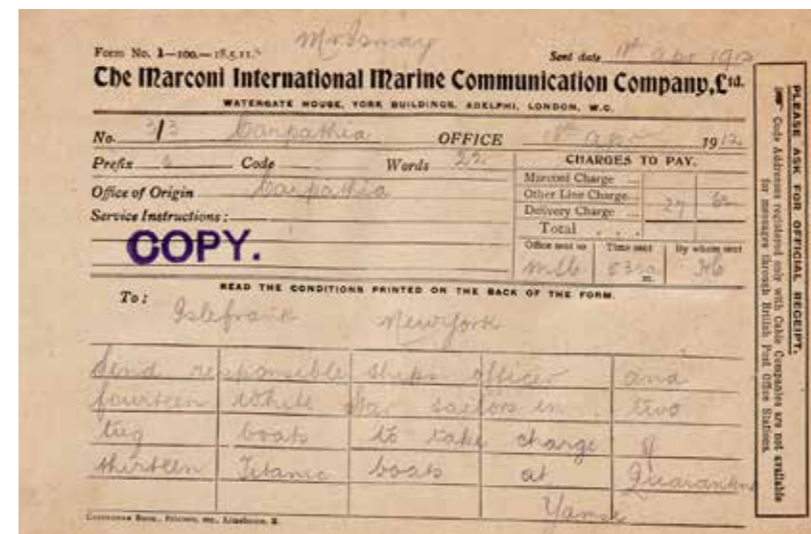 Mr Ismay
Form No. 1—100.— 18.5.11.
Sent date 18th apr 1912
The Marconi International Marine Communication Company, Ltd.
WATERGATE HOUSE, YORK BUILDINGS, ADELPHI, LONDON, W.C.
No. 3/3 Carpathia OFFICE 18th apr 1912
Prefix Code Words 22
CHARGES TO PAY.
Office of Origin Carpathia
Marconi Charge ...
Other Line Charge..
Delivery Charge ...
Total . . .
Service Instructions:
COPY.
Office sent to Time sent By whom sent
MSC 530 m.
READ THE CONDITIONS PRINTED ON THE BACK OF THE FORM.
To: Islefrank Newyork
Send responsible ships officer and
fourteen White Star sailors in two
tug boats to take charge of
thirteen Titanic boats at Quarantine
Yamsi
PLEASE ASK FOR OFFICIAL RECEIPT.
Code Addresses registered only with Cable Companies are not available
for messages through British Post Office Stations.